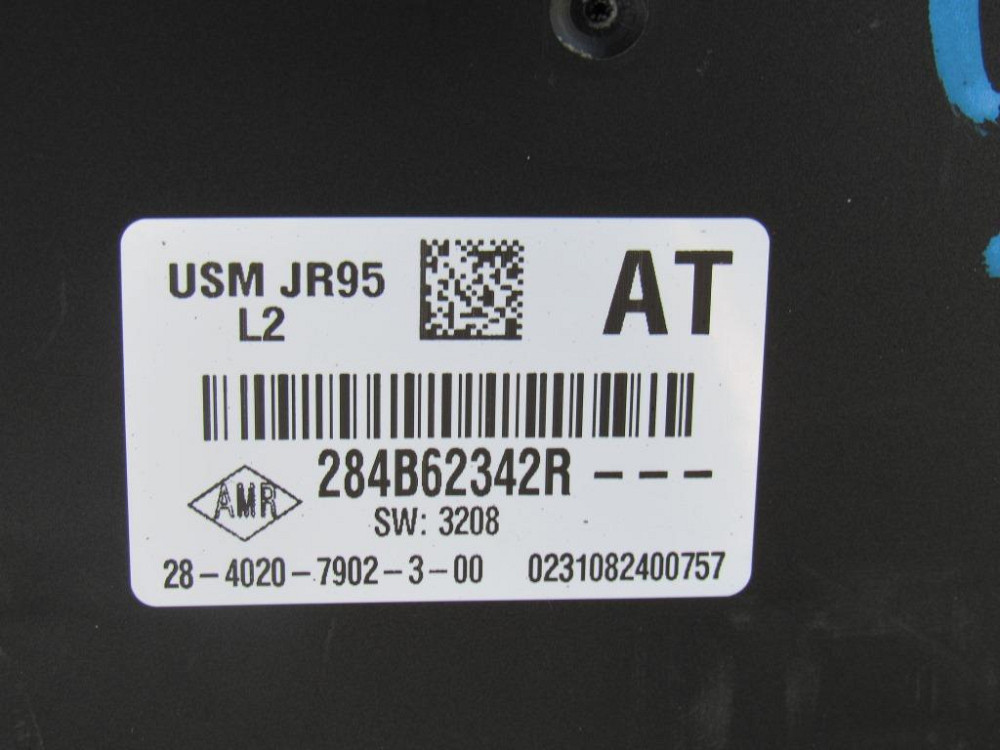 USM JR95
L2
AT
284B62342R - - -
AMR
SW: 3208
28-4020-7902-3-00 0231082400757